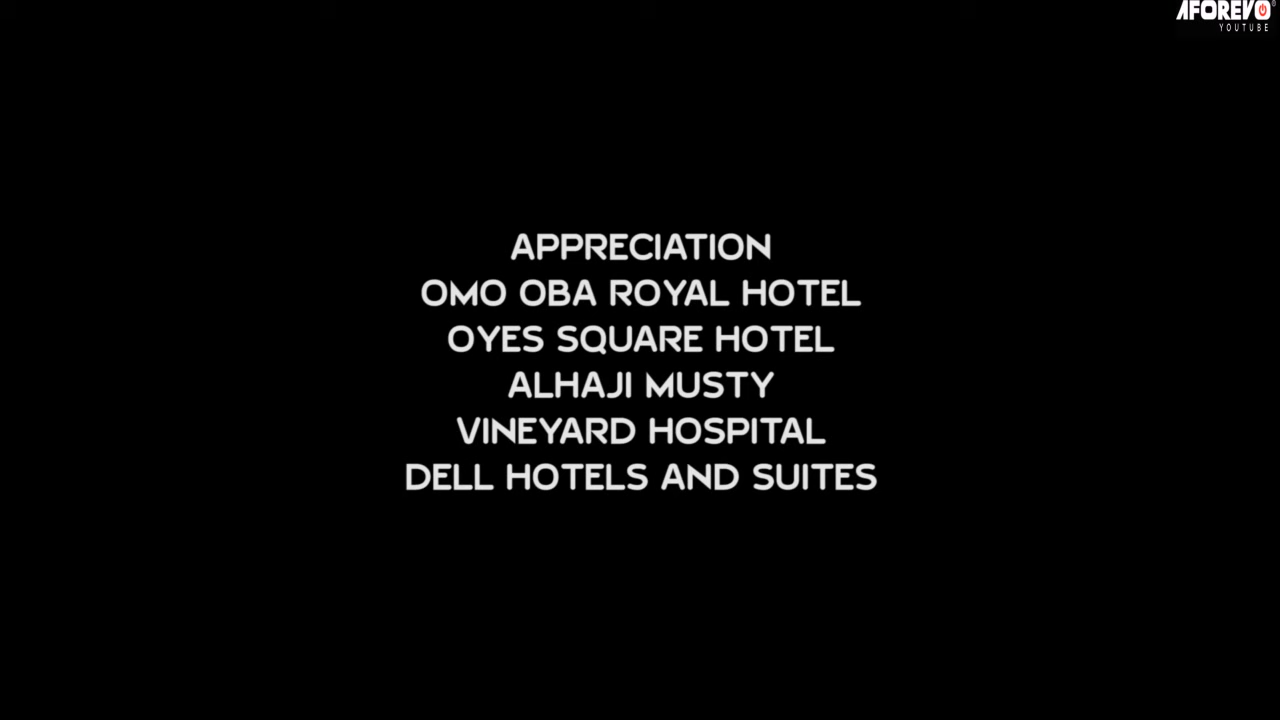 AFOREVO
YOUTUBE
APPRECIATION
OMO OBA ROYAL HOTEL
OYES SQUARE HOTEL
ALHAJI MUSTY
VINEYARD HOSPITAL
DELL HOTELS AND SUITES